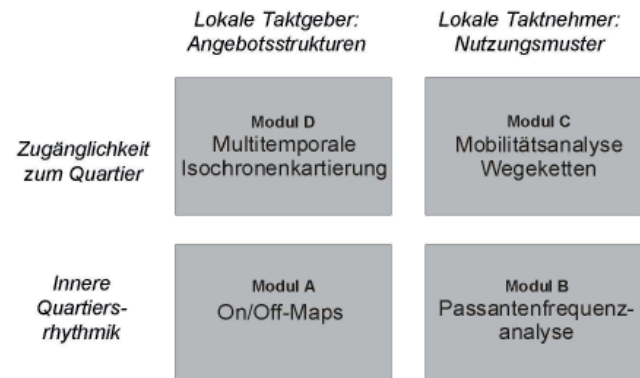 Lokale Taktgeber:
Angebotsstrukturen
Lokale Taktnehmer:
Nutzungsmuster
Zugänglichkeit
zum Quartier
Modul D
Multitemporale
Isochronenkartierung
Modul C
Mobilitätsanalyse
Wegeketten
Innere
Quartiers-
rhythmik
Modul A
On/Off-Maps
Modul B
Passantenfrequenz-
analyse